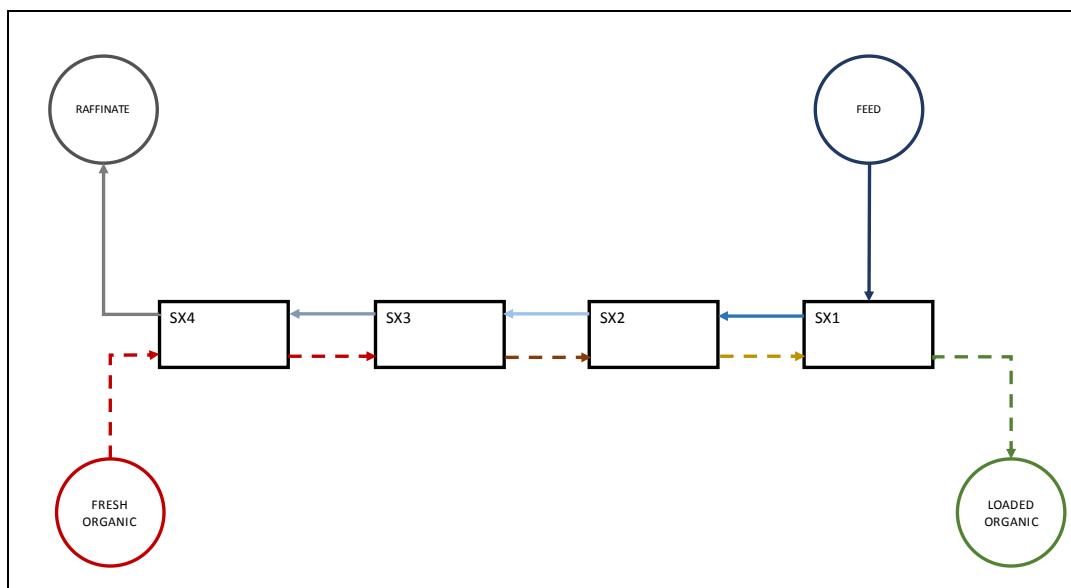 RAFFINATE
FEED
SX4
SX3
SX2
SX1
FRESH
ORGANIC
LOADED
ORGANIC